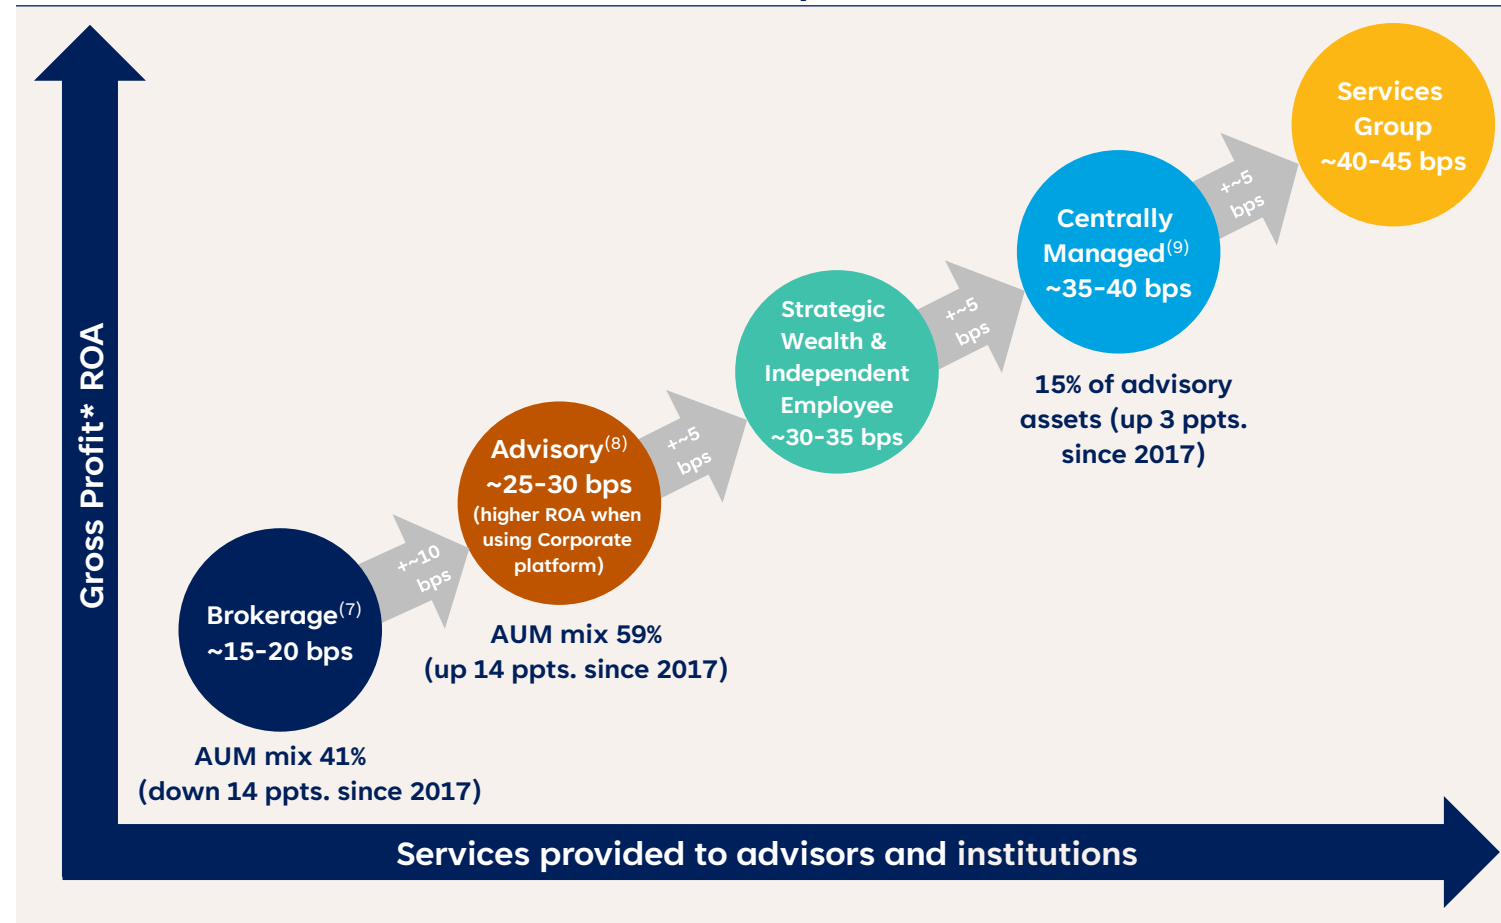 Gross Profit* ROA
Services
Group
~40-45 bps
+~5
bps
Centrally
Managed(9)
~35-40 bps
15% of advisory
assets (up 3 ppts.
since 2017)
+~5
bps
Strategic
Wealth &
Independent
Employee
~30-35 bps
+~5
bps
Advisory(8)
~25-30 bps
(higher ROA when
using Corporate
platform)
AUM mix 59%
(up 14 ppts. since 2017)
+~10
bps
Brokerage(7)
~15-20 bps
AUM mix 41%
(down 14 ppts. since 2017)
Services provided to advisors and institutions